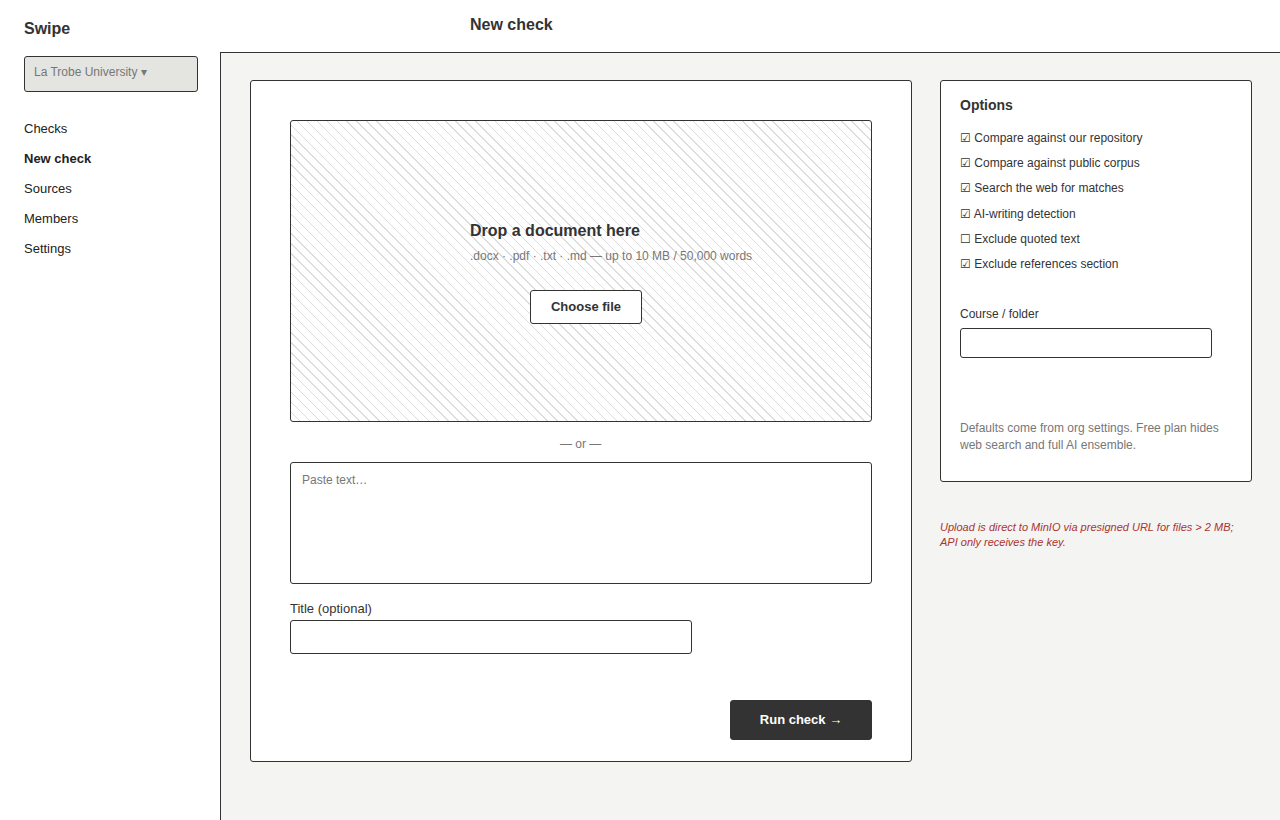 Swipe
New check
La Trobe University ▾
Checks
New check
Sources
Members
Settings
Drop a document here
.docx · .pdf · .txt · .md — up to 10 MB / 50,000 words
Choose file
— or —
Paste text…
Title (optional)
Run check →
Options
☑ Compare against our repository
☑ Compare against public corpus
☑ Search the web for matches
☑ AI-writing detection
☐ Exclude quoted text
☑ Exclude references section
Course / folder
Defaults come from org settings. Free plan hides
web search and full AI ensemble.
Upload is direct to MinIO via presigned URL for files > 2 MB;
API only receives the key.